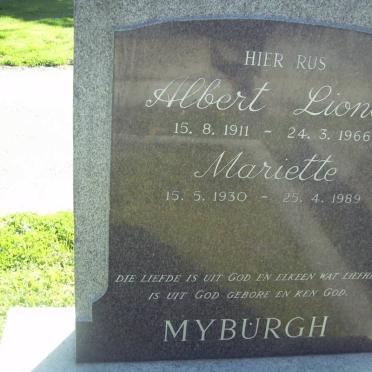 HIER RUS
Albert
15. 8. 1911 - 24. 3. 1966
Mariette
15. 5. 1930 - 25. 4. 1989
DIE LIEFDE IS UIT GOD EN ELKEEN WAT
IS UIT GOD GEBORE EN KEN GOD.
MYBURGH